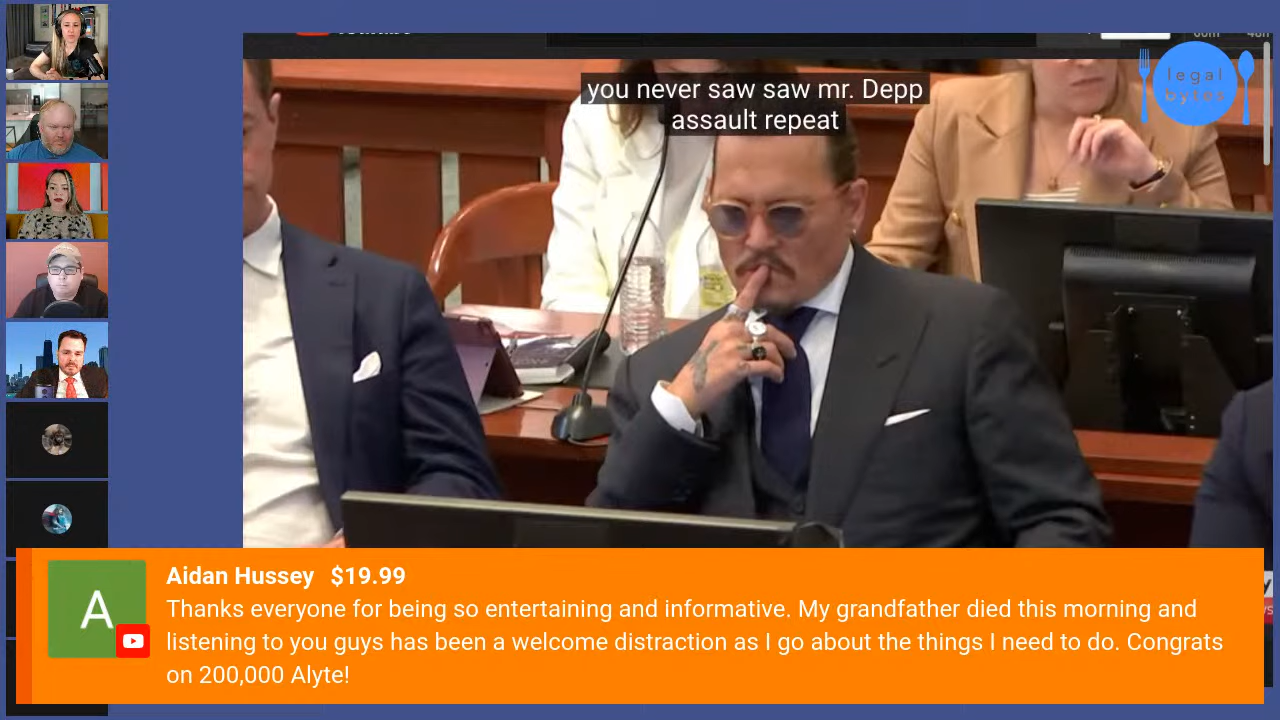 legal
bytes
you never saw saw mr. Depp
assault repeat
Aidan Hussey $19.99
A
Thanks everyone for being so entertaining and informative. My grandfather died this morning and
listening to you guys has been a welcome distraction as I go about the things I need to do. Congrats
on 200,000 Alyte!